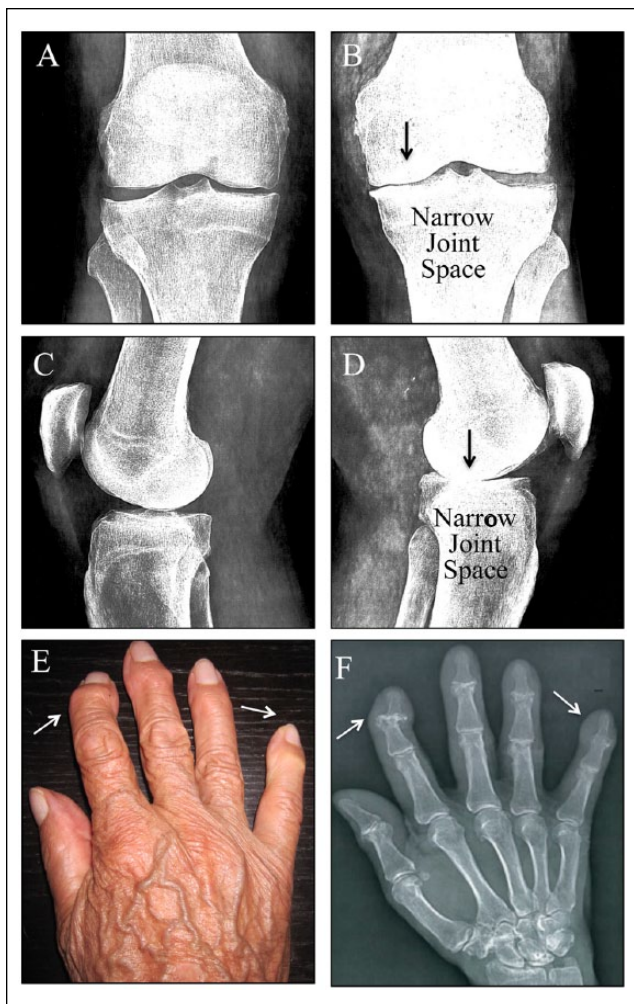 A
B
Narrow
Joint
Space
C
D
Narrow
Joint
Space
E
F